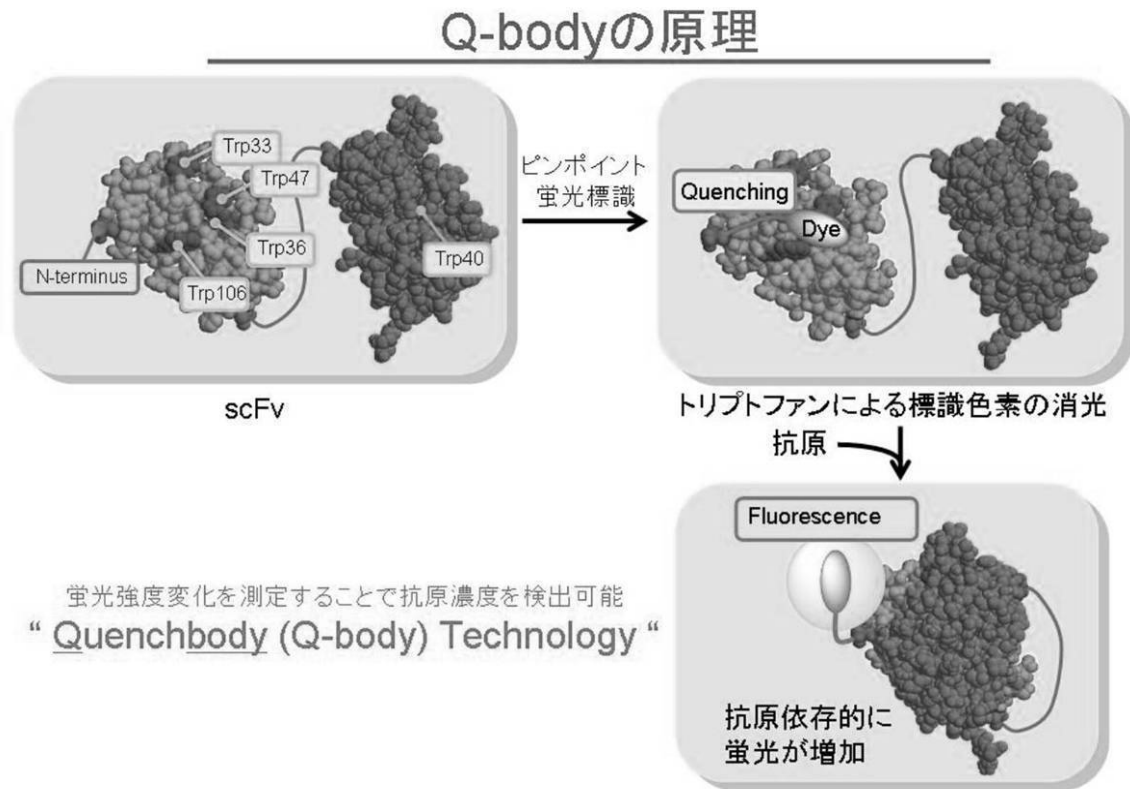 Q-bodyの原理
Trp33
Trp47
Trp36
Trp40
N-terminus
Trp106
scFv
ピンポイント
蛍光標識
Quenching
Dye
トリプトファンによる標識色素の消光
抗原
Fluorescence
抗原依存的に
蛍光が増加
蛍光強度変化を測定することで抗原濃度を検出可能
“ Quenchbody (Q-body) Technology “